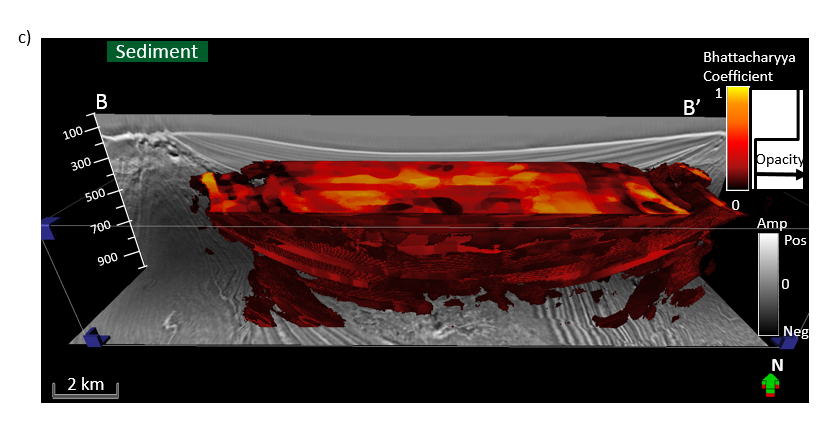 c)
Sediment
Bhattacharyya
Coefficient
B
B’
1
100
300
500
700
900
Opacity
0
Amp
Pos
0
Neg
N
2 km